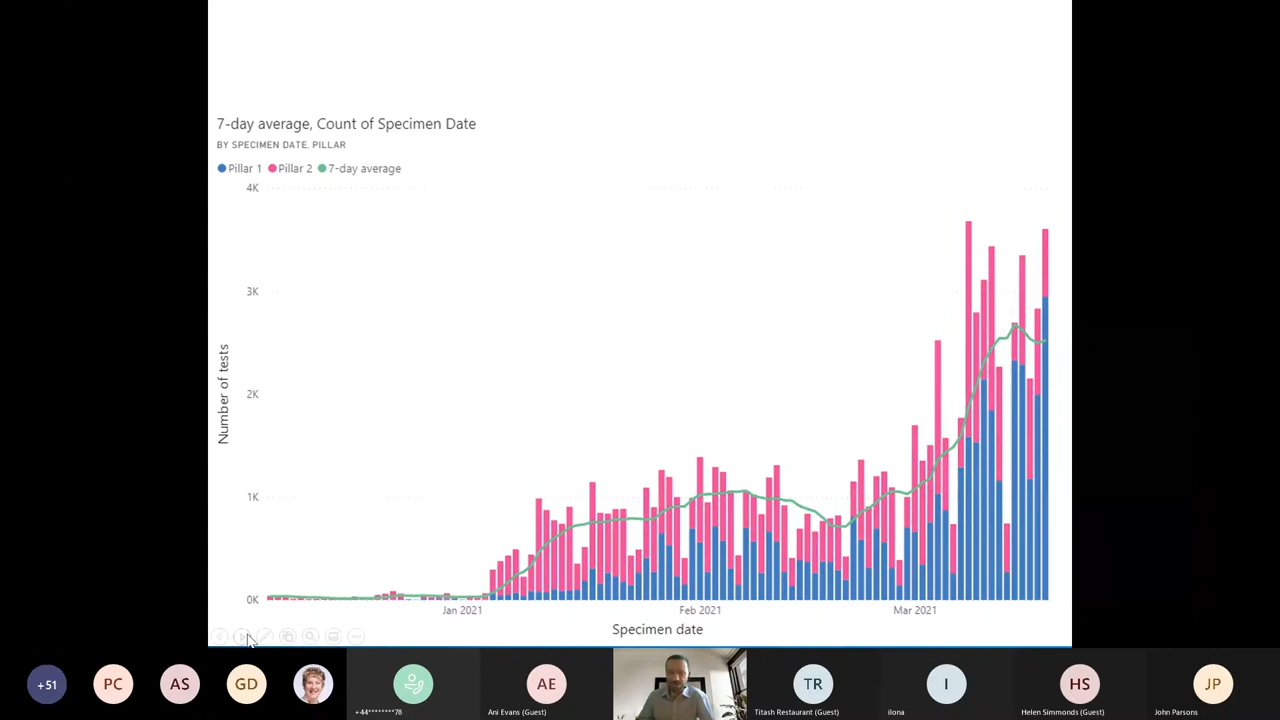 7-day average, Count of Specimen Date
BY SPECIMEN DATE, PILLAR
Pillar 1 Pillar 2 7-day average
4K
3K
2K
1K
0K
Number of tests
Jan 2021 Feb 2021 Mar 2021
Specimen date
+51 PC AS GD AE TR I HS JP
+44********78 Ani Evans (Guest) Titash Restaurant (Guest) ilona Helen Simmonds (Guest) John Parsons